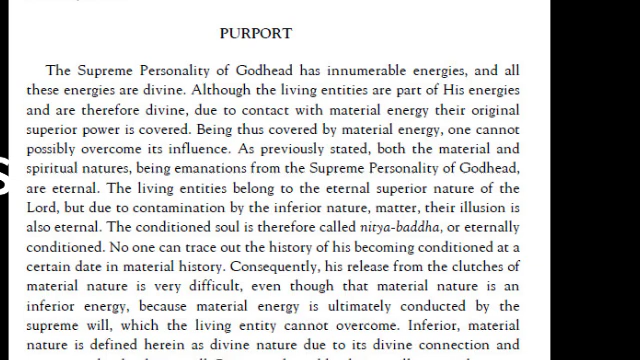 PURPORT
The Supreme Personality of Godhead has innumerable energies, and all
these energies are divine. Although the living entities are part of His energies
and are therefore divine, due to contact with material energy their original
superior power is covered. Being thus covered by material energy, one cannot
possibly overcome its influence. As previously stated, both the material and
spiritual natures, being emanations from the Supreme Personality of Godhead,
are eternal. The living entities belong to the eternal superior nature of the
Lord, but due to contamination by the inferior nature, matter, their illusion is
also eternal. The conditioned soul is therefore called nitya-baddha, or eternally
conditioned. No one can trace out the history of his becoming conditioned at a
certain date in material history. Consequently, his release from the clutches of
material nature is very difficult, even though that material nature is an
inferior energy, because material energy is ultimately conducted by the
supreme will, which the living entity cannot overcome. Inferior, material
nature is defined herein as divine nature due to its divine connection and